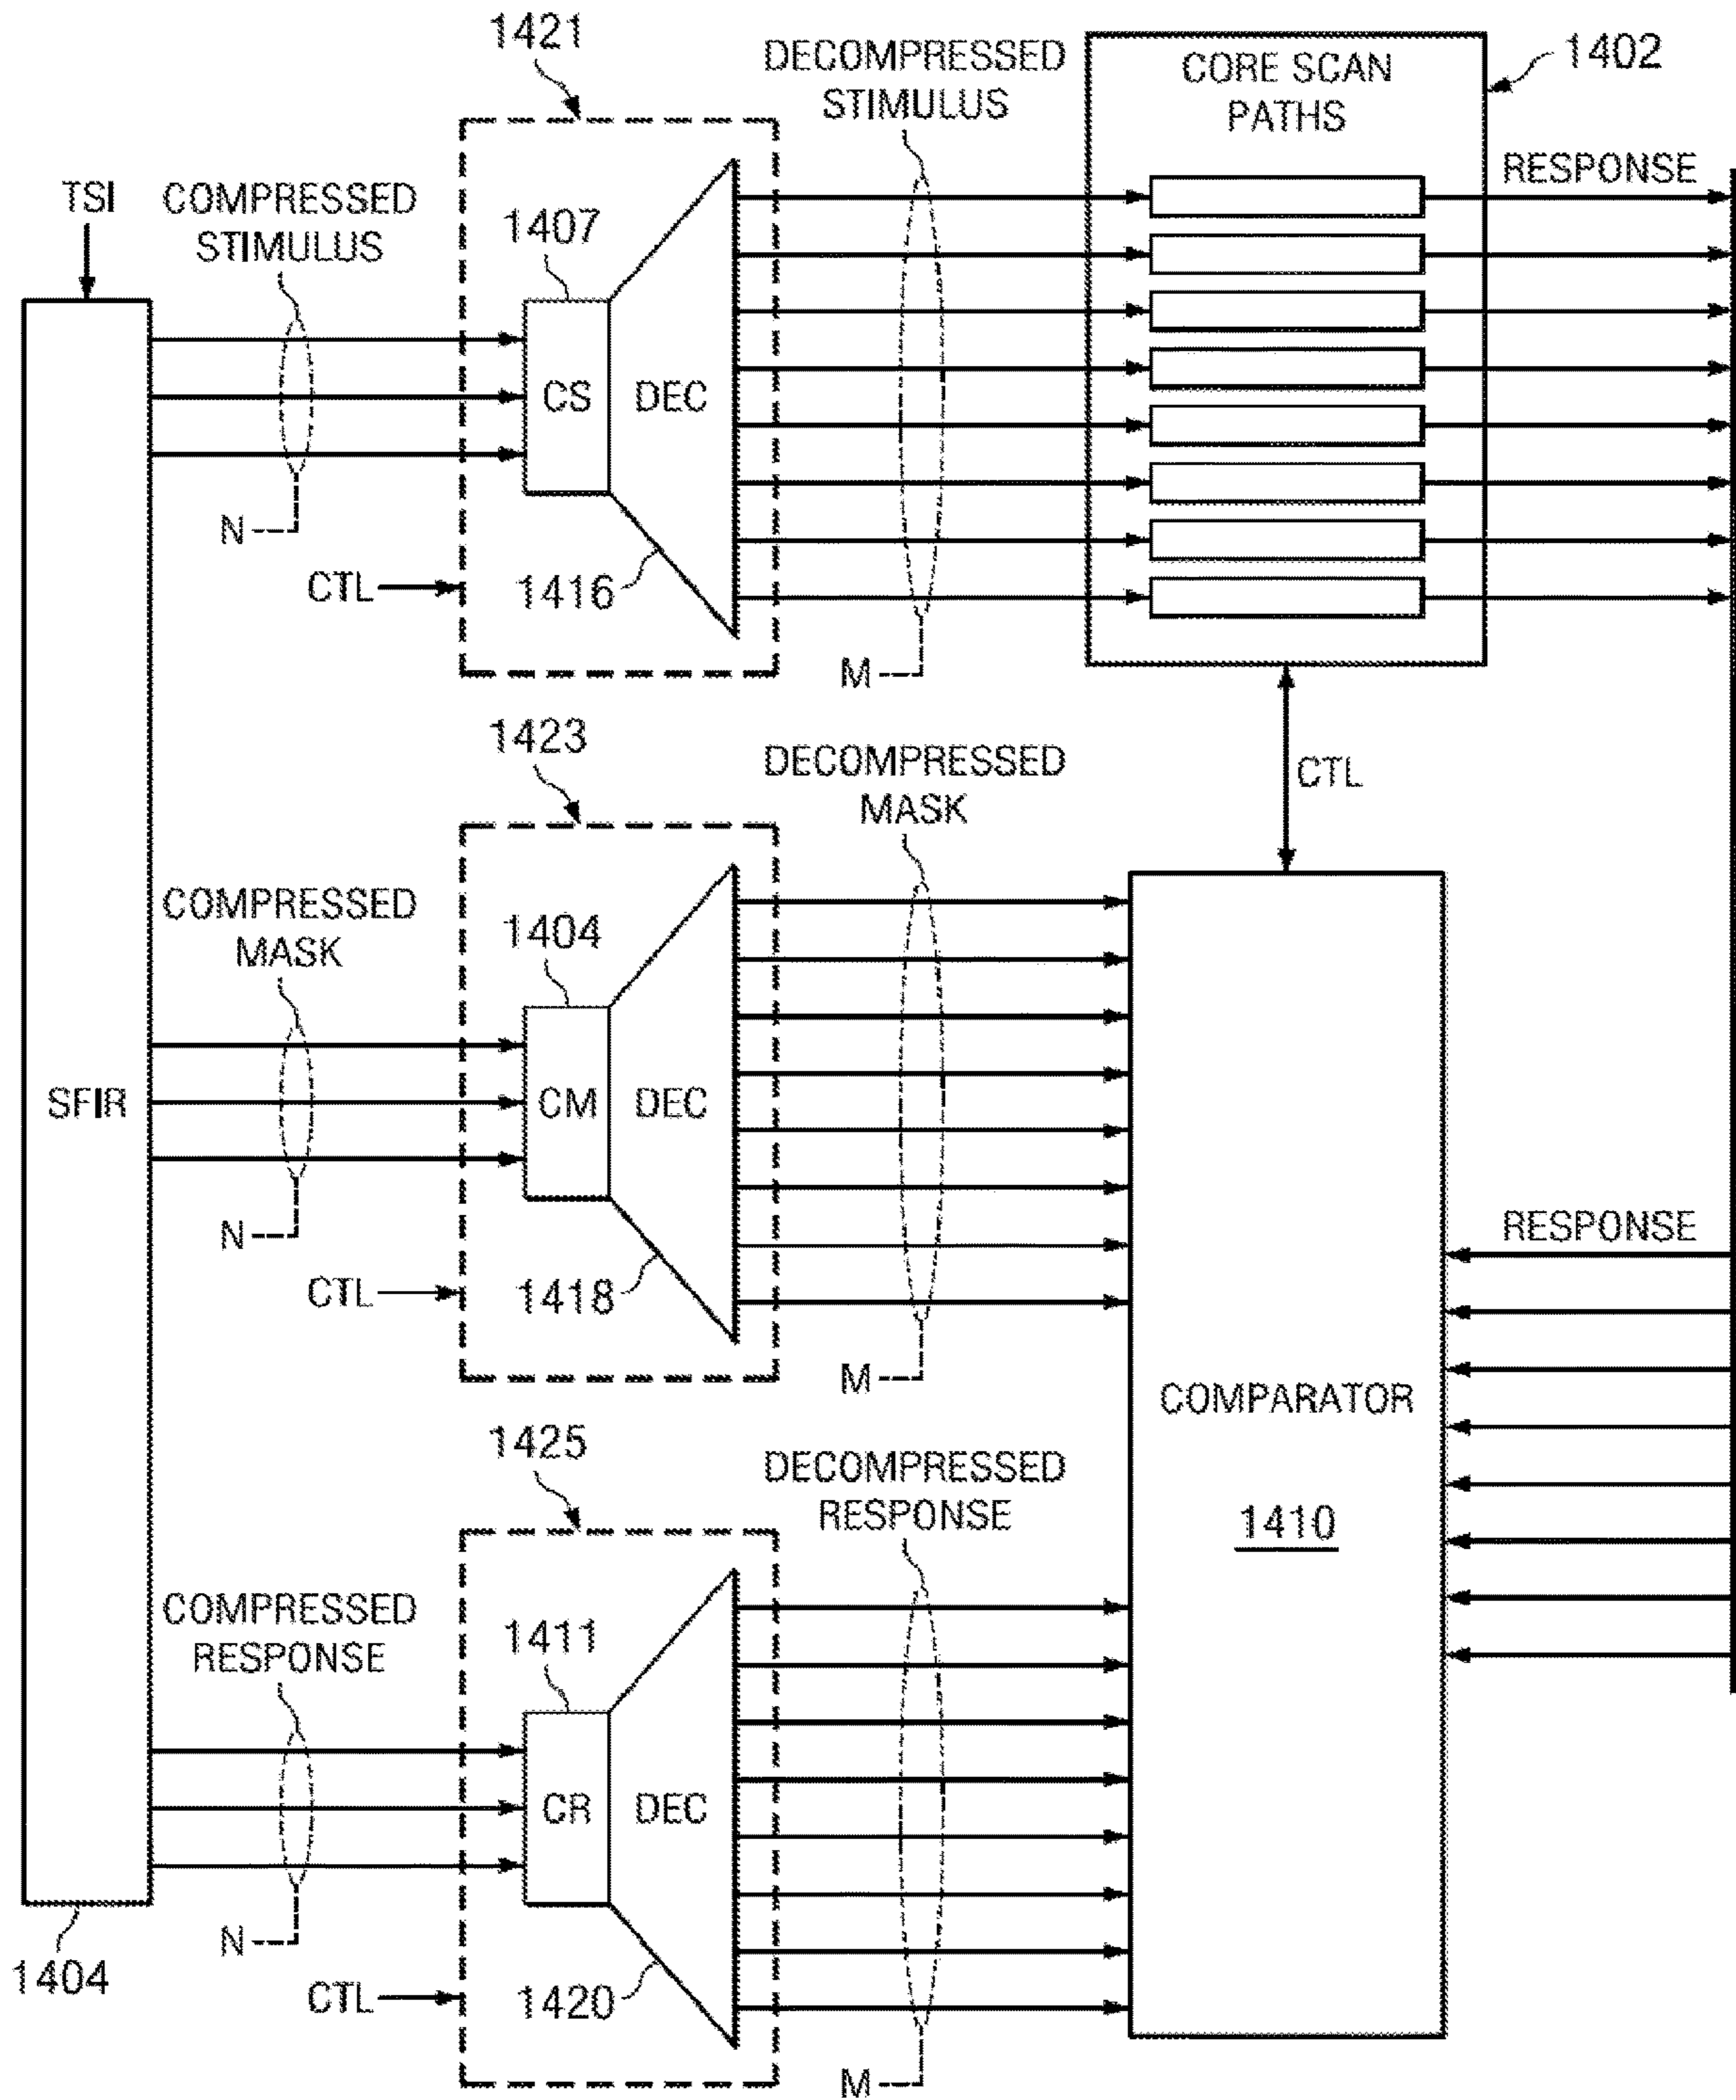 1421
DECOMPRESSED
STIMULUS
CORE SCAN
PATHS
1402
TSI
COMPRESSED
STIMULUS
1407
RESPONSE
CS
DEC
N
CTL
1416
M
1423
DECOMPRESSED
MASK
CTL
COMPRESSED
MASK
1404
SFIR
CM
DEC
N
CTL
1418
M
RESPONSE
COMPARATOR
1410
1425
DECOMPRESSED
RESPONSE
COMPRESSED
RESPONSE
1411
CR
DEC
N
1404
CTL
1420
M